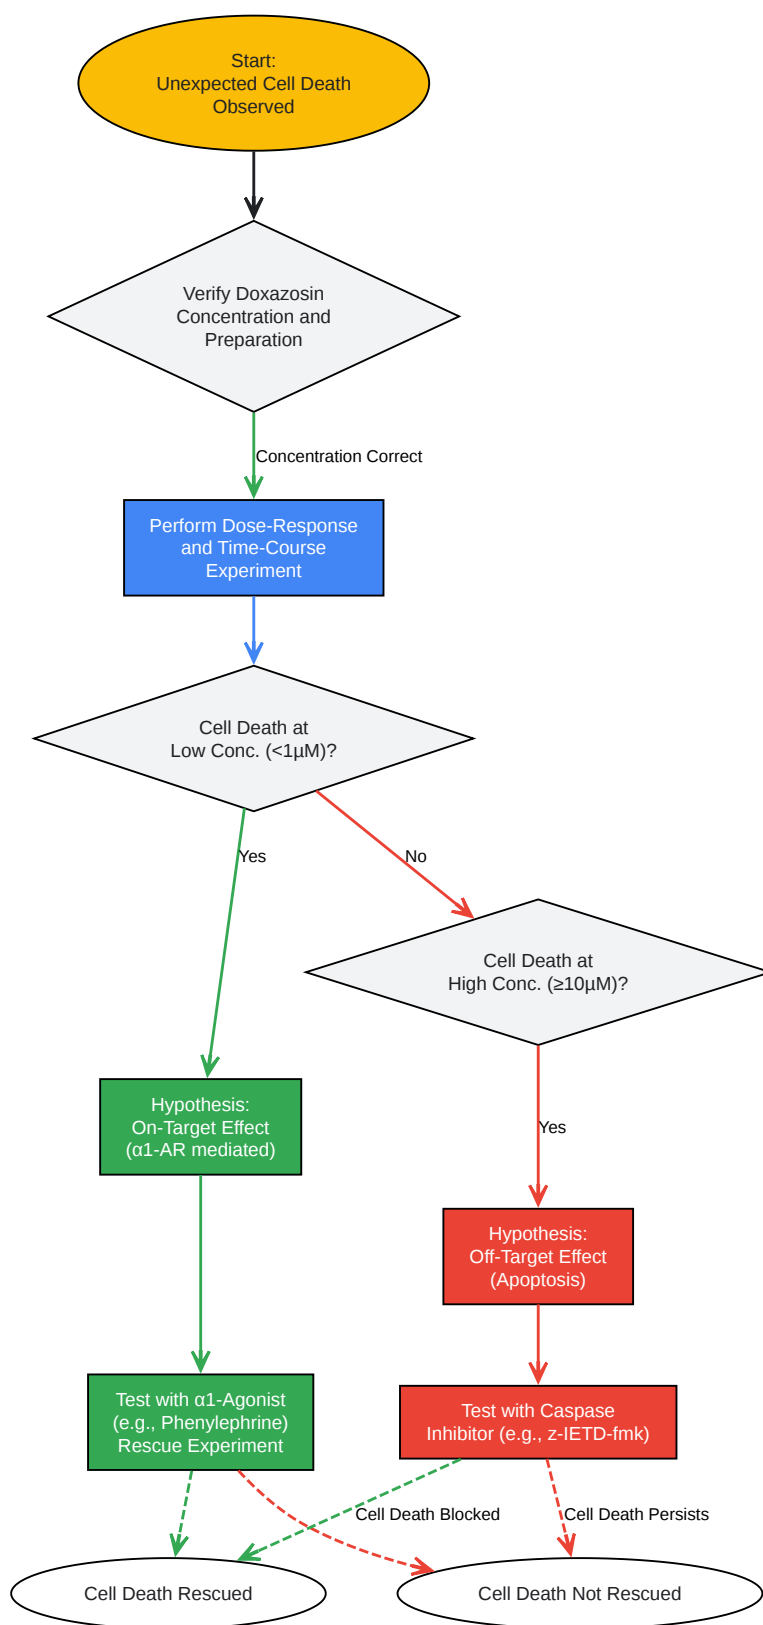 Start:
Unexpected Cell Death
Observed
Verify Doxazosin
Concentration and
Preparation
Concentration Correct
Perform Dose-Response
and Time-Course
Experiment
Cell Death at
Low Conc. (<1µM)?
Yes
No
Cell Death at
High Conc. (≥10µM)?
Hypothesis:
On-Target Effect
(α1-AR mediated)
Yes
Hypothesis:
Off-Target Effect
(Apoptosis)
Test with α1-Agonist
(e.g., Phenylephrine)
Rescue Experiment
Test with Caspase
Inhibitor (e.g., z-IETD-fmk)
Cell Death Blocked
Cell Death Persists
Cell Death Rescued
Cell Death Not Rescued